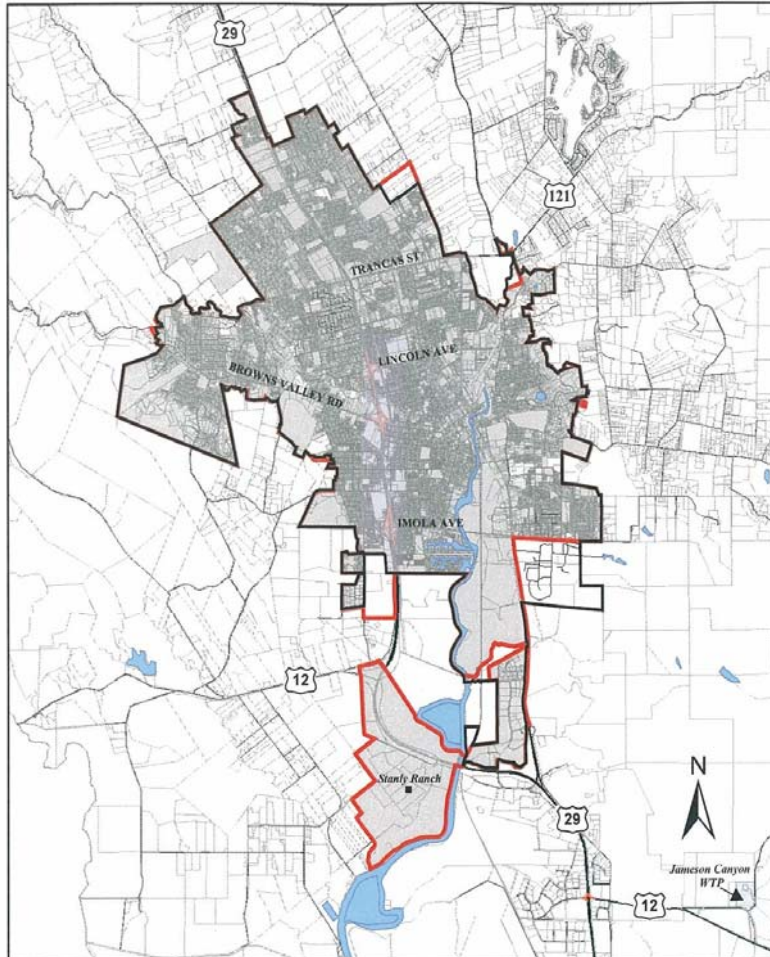 29
121
TRANCAS ST
LINCOLN AVE
BROWNS VALLEY RD
IMOLA AVE
12
Stanly Ranch
N
29
Jameson Canyon
WTP
12